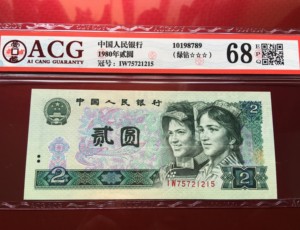 ACG
AI CANG GUARANTY
中国人民银行
1980年贰圆
冠号：IW75721215
10198789
(绿钻☆☆☆)
68 EPQ
中国人民银行
2
贰圆
2
IW75721215